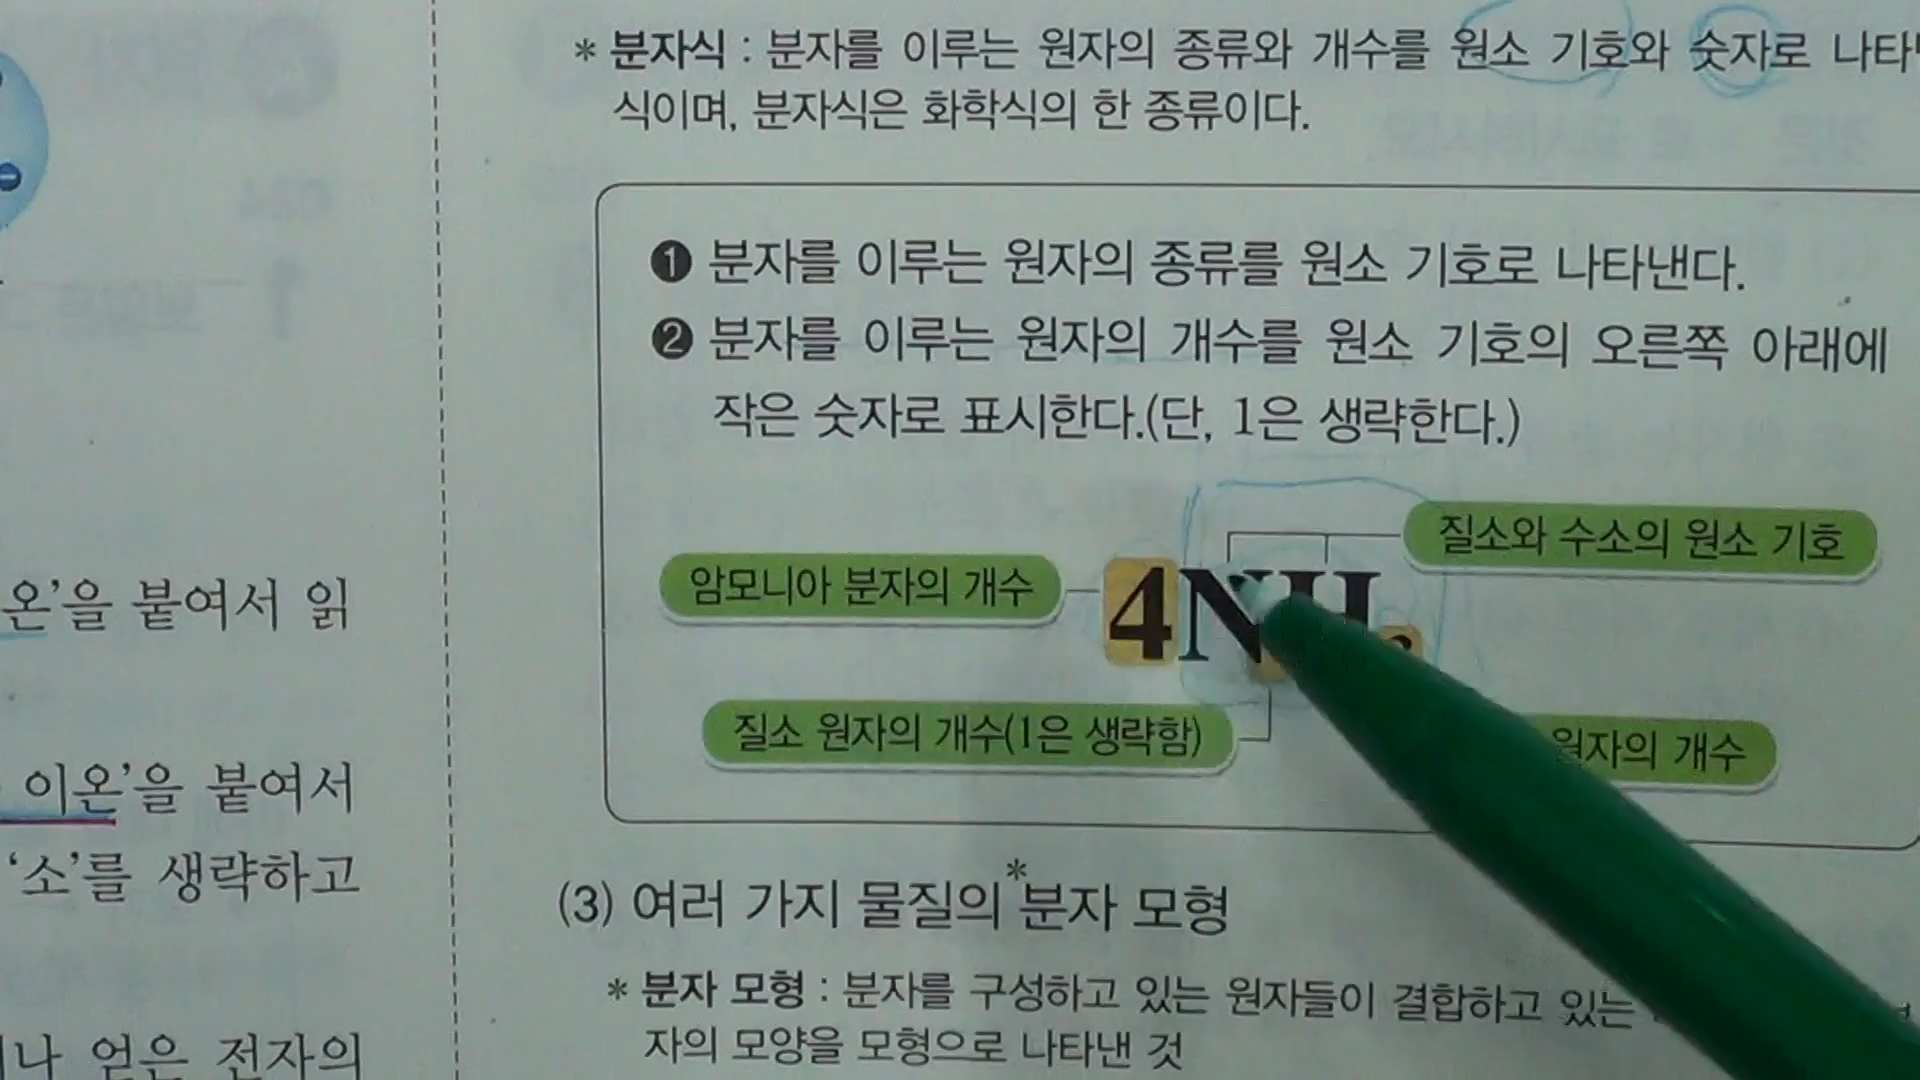 * 분자식 : 분자를 이루는 원자의 종류와 개수를 원소 기호와 숫자로 나타
식이며, 분자식은 화학식의 한 종류이다.
❶ 분자를 이루는 원자의 종류를 원소 기호로 나타낸다.
❷ 분자를 이루는 원자의 개수를 원소 기호의 오른쪽 아래에
작은 숫자로 표시한다.(단, 1은 생략한다.)
질소와 수소의 원소 기호
암모니아 분자의 개수
4NH
질소 원자의 개수(1은 생략함)
원자의 개수
(3) 여러 가지 물질의 *분자 모형
* 분자 모형 : 분자를 구성하고 있는 원자들이 결합하고 있는
자의 모양을 모형으로 나타낸 것
온’을 붙여서 읽
이온’을 붙여서
‘소’를 생략하고
나 얻은 전자의